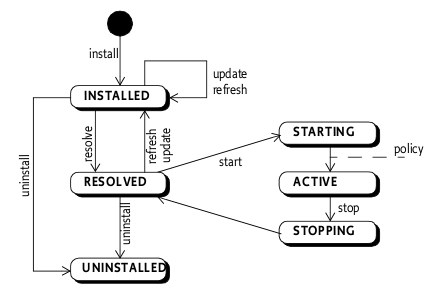 install
update
refresh
INSTALLED
uninstall
resolve
refresh
update
STARTING
policy
start
RESOLVED
ACTIVE
uninstall
stop
STOPPING
UNINSTALLED